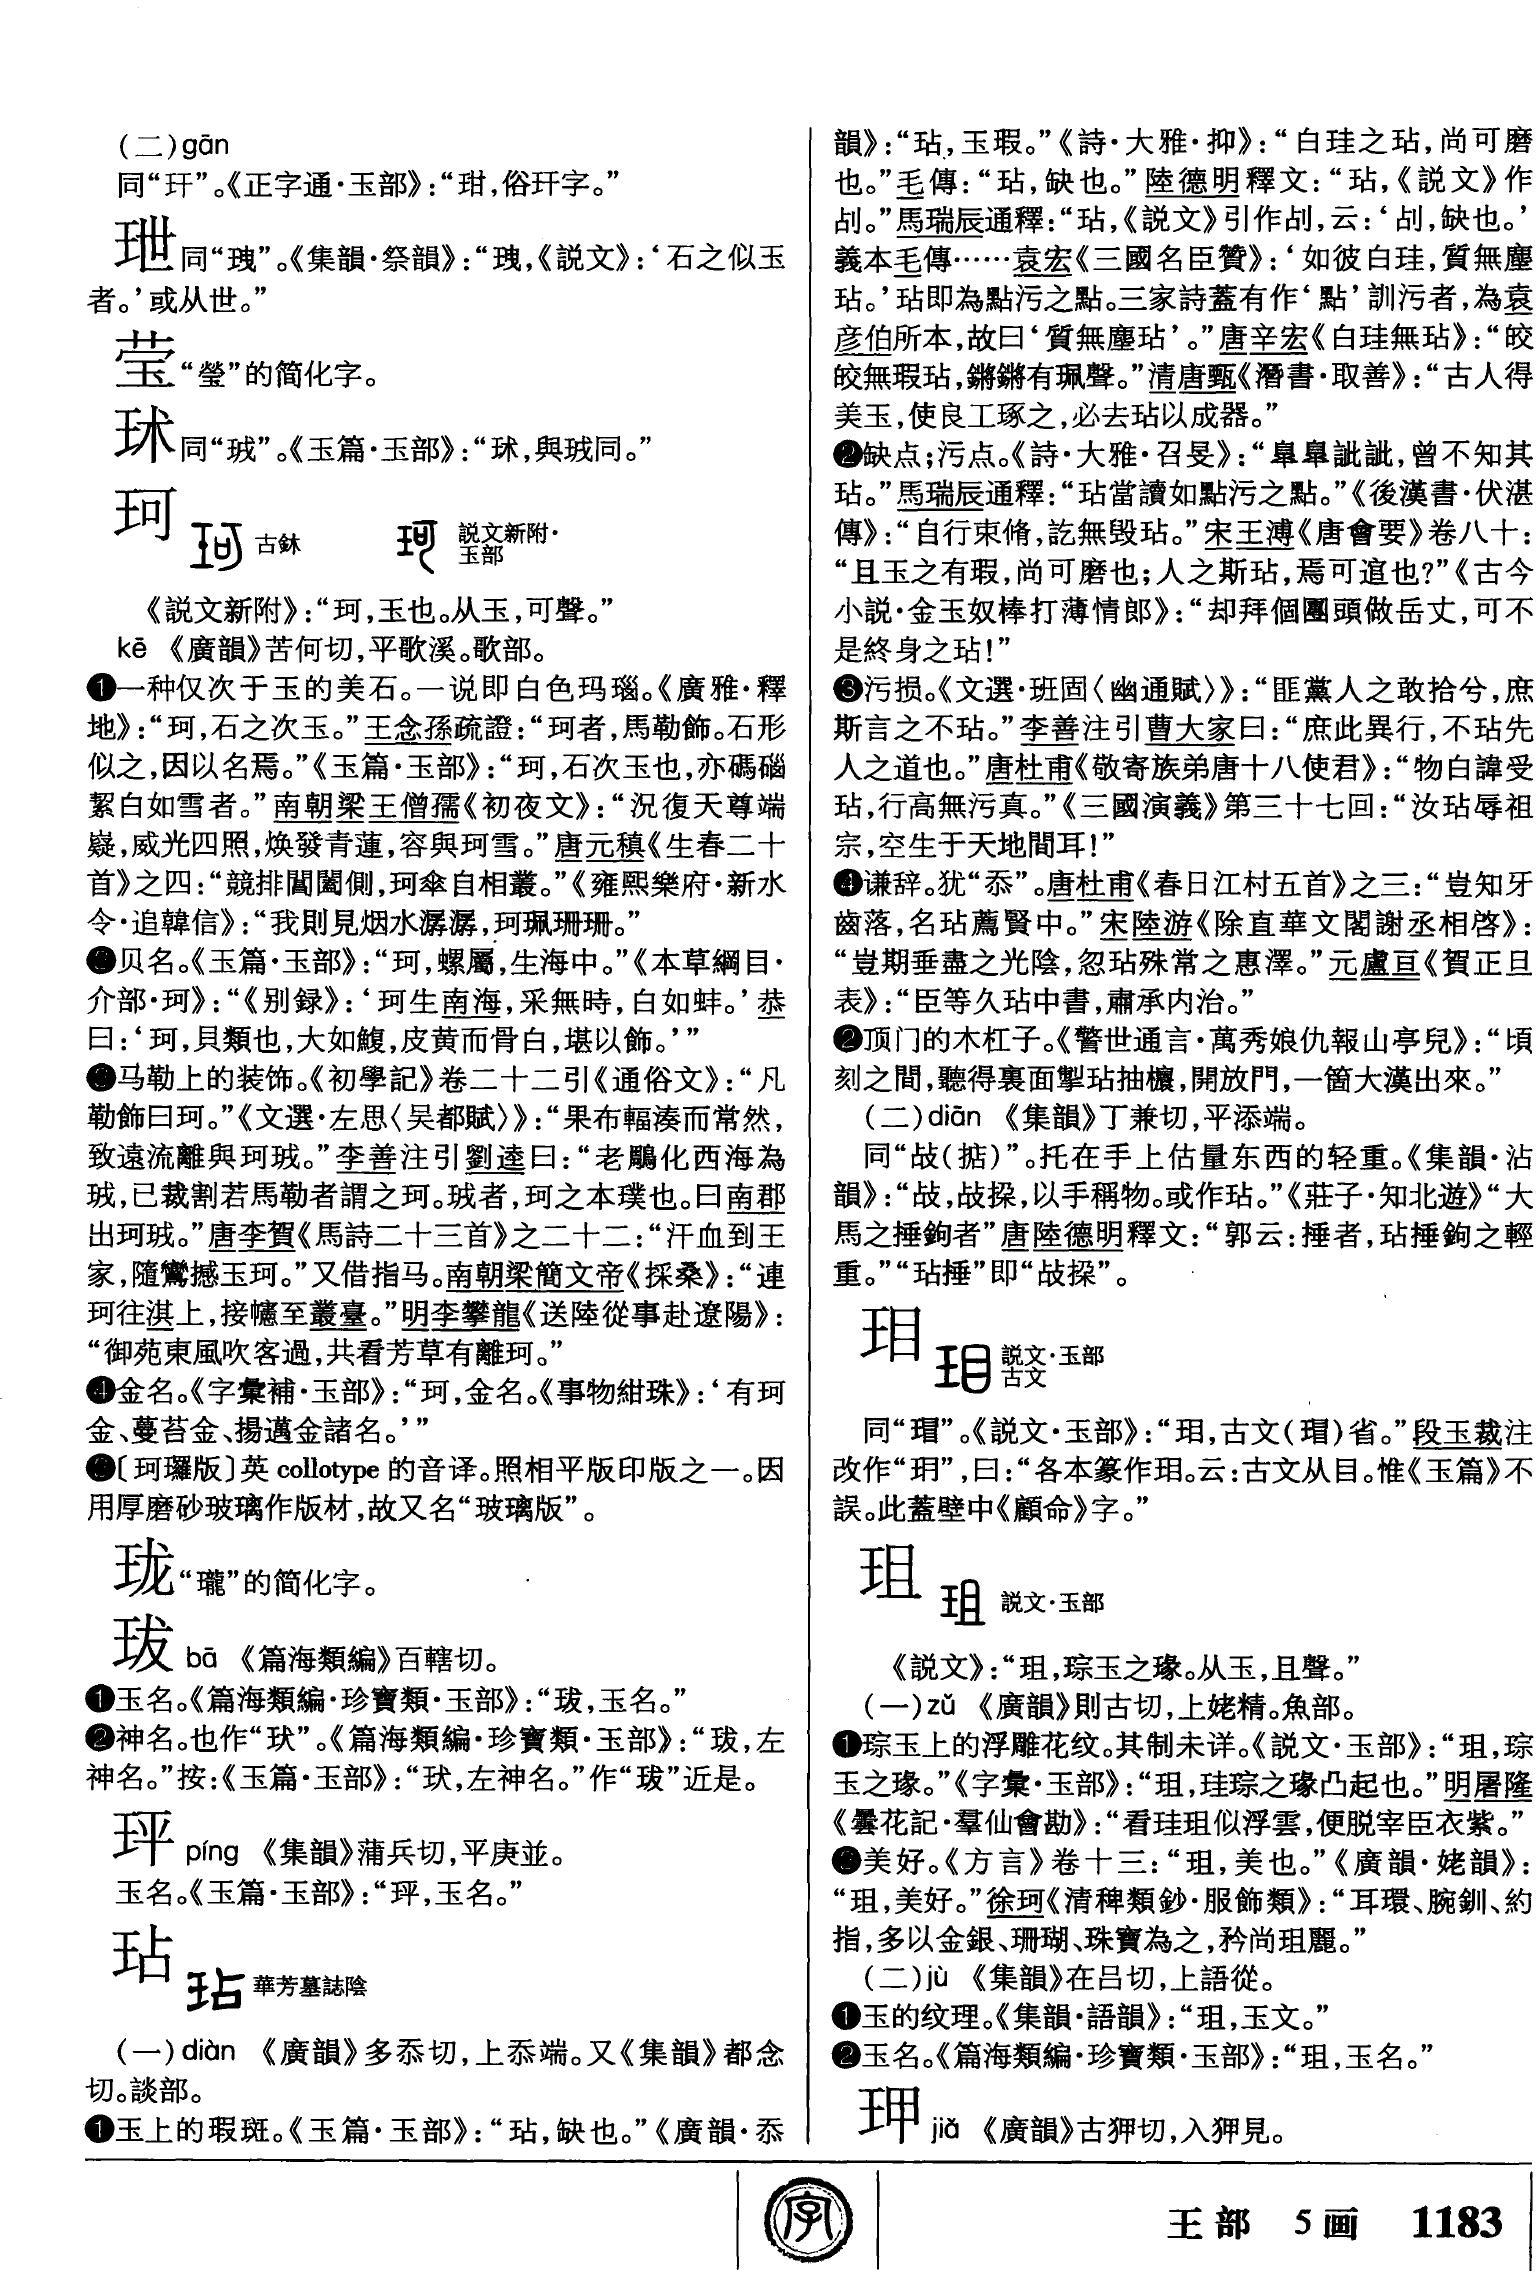 (二)gān
同“玕”。《正字通·玉部》：“玵，俗玕字。”
玴同“㻑”。《集韻·祭韻》：“㻑，《説文》：‘石之似玉
者。’或从世。”
莹“瑩”的简化字。
玳同“珬”。《玉篇·玉部》：“㺷，與珬同。”
珂 古鉥 説文新附·
玉部
《説文新附》：“珂，玉也。从玉，可聲。”
kē 《廣韻》苦何切，平歌溪。歌部。
❶一种仅次于玉的美石。一说即白色玛瑙。《廣雅·釋
地》：“珂，石之次玉。”王念孫疏證：“珂者，馬勒飾。石形
似之，因以名焉。”《玉篇·玉部》：“珂，石次玉也，亦碼碯
絜白如雪者。”南朝梁王僧孺《初夜文》：“況復天尊端
嶷，威光四照，焕發青蓮，容與珂雪。”唐元稹《生春二十
首》之四：“競排閶闔側，珂傘自相叢。”《雍熙樂府·新水
令·追韓信》：“我則見烟水潺潺，珂珮珊珊。”
❷贝名。《玉篇·玉部》：“珂，螺屬，生海中。”《本草綱目·
介部·珂》：“《别録》：‘珂生南海，采無時，白如蚌。’恭
曰：‘珂，貝類也，大如鰒，皮黄而骨白，堪以飾。’”
❸马勒上的装饰。《初學記》卷二十二引《通俗文》：“凡
勒飾曰珂。”《文選·左思〈吴都賦〉》：“果布輻湊而常然，
致遠流離與珂珬。”李善注引劉逵曰：“老鵰化西海為
珬，已裁割若馬勒者謂之珂。珬者，珂之本璞也。曰南郡
出珂珬。”唐李賀《馬詩二十三首》之二十二：“汗血到王
家，隨鸞撼玉珂。”又借指马。南朝梁簡文帝《採桑》：“連
珂往淇上，接幰至叢臺。”明李攀龍《送陸從事赴遼陽》：
“御苑東風吹客過，共看芳草有離珂。”
❹金名。《字彙補·玉部》：“珂，金名。《事物紺珠》：‘有珂
金、蔓苔金、揚邁金諸名。’”
❺〔珂㼈版〕英 collotype 的音译。照相平版印版之一。因
用厚磨砂玻璃作版材，故又名“玻璃版”。
珑“瓏”的简化字。
㺵 bā 《篇海類編》百轄切。
❶玉名。《篇海類編·珍寶類·玉部》：“㺵，玉名。”
❷神名。也作“玞”。《篇海類編·珍寶類·玉部》：“㺵，左
神名。”按：《玉篇·玉部》：“㺿，左神名。”作“㺵”近是。
玶 píng 《集韻》蒲兵切，平庚並。
玉名。《玉篇·玉部》：“玶，玉名。”
玷 華芳墓誌陰
(一)diàn 《廣韻》多忝切，上忝端。又《集韻》都念
切。談部。
❶玉上的瑕斑。《玉篇·玉部》：“玷，缺也。”《廣韻·忝
韻》：“玷，玉瑕。”《詩·大雅·抑》：“白珪之玷，尚可磨
也。”毛傳：“玷，缺也。”陸德明釋文：“玷，《説文》作
㓠。”馬瑞辰通釋：“玷，《説文》引作㓠，云：‘㓠，缺也。’
義本毛傳……袁宏《三國名臣贊》：‘如彼白珪，質無塵
玷。’玷即為點污之點。三家詩蓋有作‘點’訓污者，為袁
彦伯所本，故曰‘質無塵玷’。”唐辛宏《白珪無玷》：“皎
皎無瑕玷，鏘鏘有珮聲。”清唐甄《潛書·取善》：“古人得
美玉，使良工琢之，必去玷以成器。”
❷缺点；污点。《詩·大雅·召旻》：“臯臯訿訿，曾不知其
玷。”馬瑞辰通釋：“玷當讀如點污之點。”《後漢書·伏湛
傳》：“自行束脩，訖無毁玷。”宋王溥《唐會要》卷八十：
“且玉之有瑕，尚可磨也；人之斯玷，焉可逭也?”《古今
小説·金玉奴棒打薄情郎》：“却拜個團頭做岳丈，可不
是終身之玷!”
❸污损。《文選·班固〈幽通賦〉》：“匪黨人之敢拾兮，庶
斯言之不玷。”李善注引曹大家曰：“庶此異行，不玷先
人之道也。”唐杜甫《敬寄族弟唐十八使君》：“物白諱受
玷，行高無污真。”《三國演義》第三十七回：“汝玷辱祖
宗，空生于天地間耳!”
❹谦辞。犹“忝”。唐杜甫《春日江村五首》之三：“豈知牙
齒落，名玷薦賢中。”宋陸游《除直華文閣謝丞相啓》：
“豈期垂盡之光陰，忽玷殊常之惠澤。”元盧亘《賀正旦
表》：“臣等久玷中書，肅承内治。”
❷顶门的木杠子。《警世通言·萬秀娘仇報山亭兒》：“頃
刻之間，聽得裏面掣玷抽櫼，開放門，一箇大漢出來。”
(二)diān 《集韻》丁兼切，平添端。
同“战(掂)”。托在手上估量东西的轻重。《集韻·沾
韻》：“战，战挅，以手稱物。或作玷。”《莊子·知北遊》“大
馬之捶鉤者”唐陸德明釋文：“郭云：捶者，玷捶鉤之輕
重。”“玷捶”即“战挅”。
玬 説文·玉部
古文
同“瑁”。《説文·玉部》：“玥，古文(瑁)省。”段玉裁注
改作“玥”，曰：“各本篆作玥。云：古文从目。惟《玉篇》不
誤。此蓋壁中《顧命》字。”
珇 説文·玉部
《説文》：“珇，琮玉之瑑。从玉，且聲。”
(一)zǔ 《廣韻》則古切，上姥精。魚部。
❶琮玉上的浮雕花纹。其制未详。《説文·玉部》：“珇，琮
玉之瑑。”《字彙·玉部》：“珇，珪琮之瑑凸起也。”明屠隆
《曇花記·羣仙會勘》：“看珪珇似浮雲，便脱宰臣衣紫。”
❷美好。《方言》卷十三：“珇，美也。”《廣韻·姥韻》：
“珇，美好。”徐珂《清稗類鈔·服飾類》：“耳環、腕釧、約
指，多以金銀、珊瑚、珠寶為之，矜尚珇麗。”
(二)jù 《集韻》在吕切，上語從。
❶玉的纹理。《集韻·語韻》：“珇，玉文。”
❷玉名。《篇海類編·珍寶類·玉部》：“珇，玉名。”
玾 jiǎ 《廣韻》古狎切，入狎見。
字
王部 5画 1183